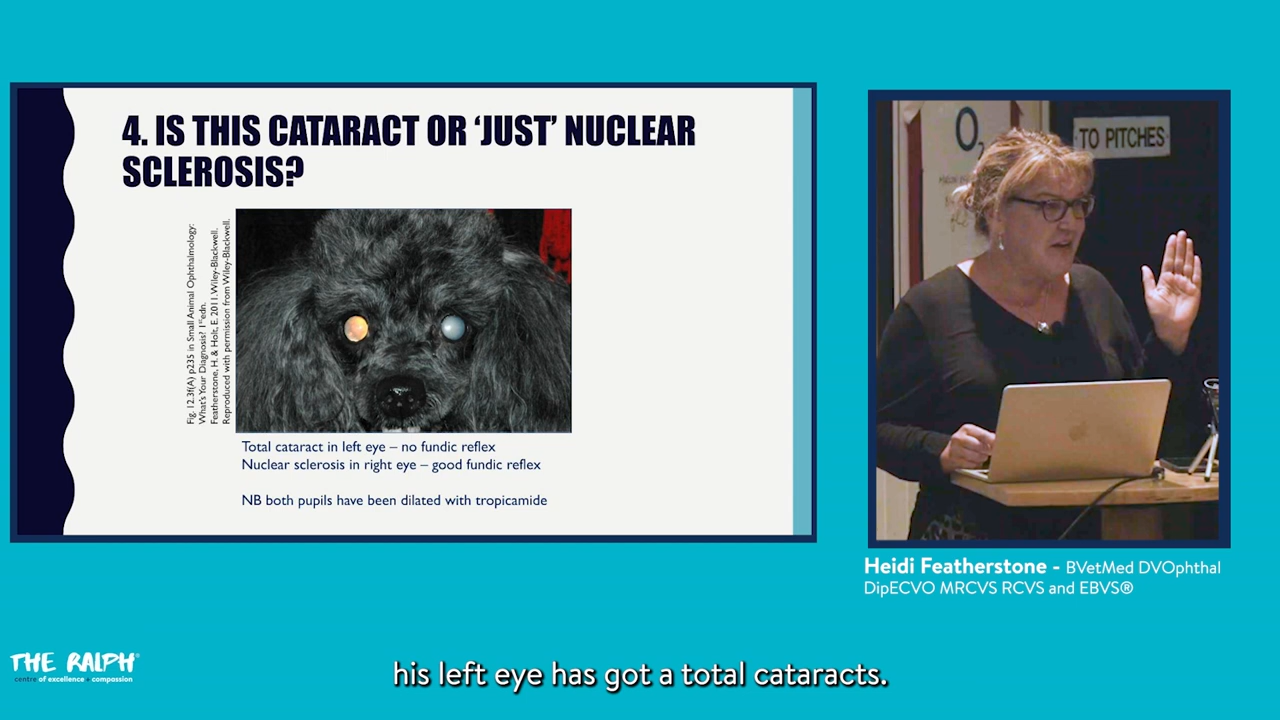 4. IS THIS CATARACT OR ‘JUST’ NUCLEAR
SCLEROSIS?
Fig. 12.3f(A) p235 in Small Animal Ophthalmology:
What's Your Diagnosis? 1st edn.
Featherstone, H. & Holt, E. 2011. Wiley-Blackwell.
Reproduced with permission from Wiley-Blackwell.
Total cataract in left eye – no fundic reflex
Nuclear sclerosis in right eye – good fundic reflex
NB both pupils have been dilated with tropicamide
TO PITCHES
Heidi Featherstone - BVetMed DVOphthal
DipECVO MRCVS RCVS and EBVS®
THE RALPH®
centre of excellence + compassion
his left eye has got a total cataracts.